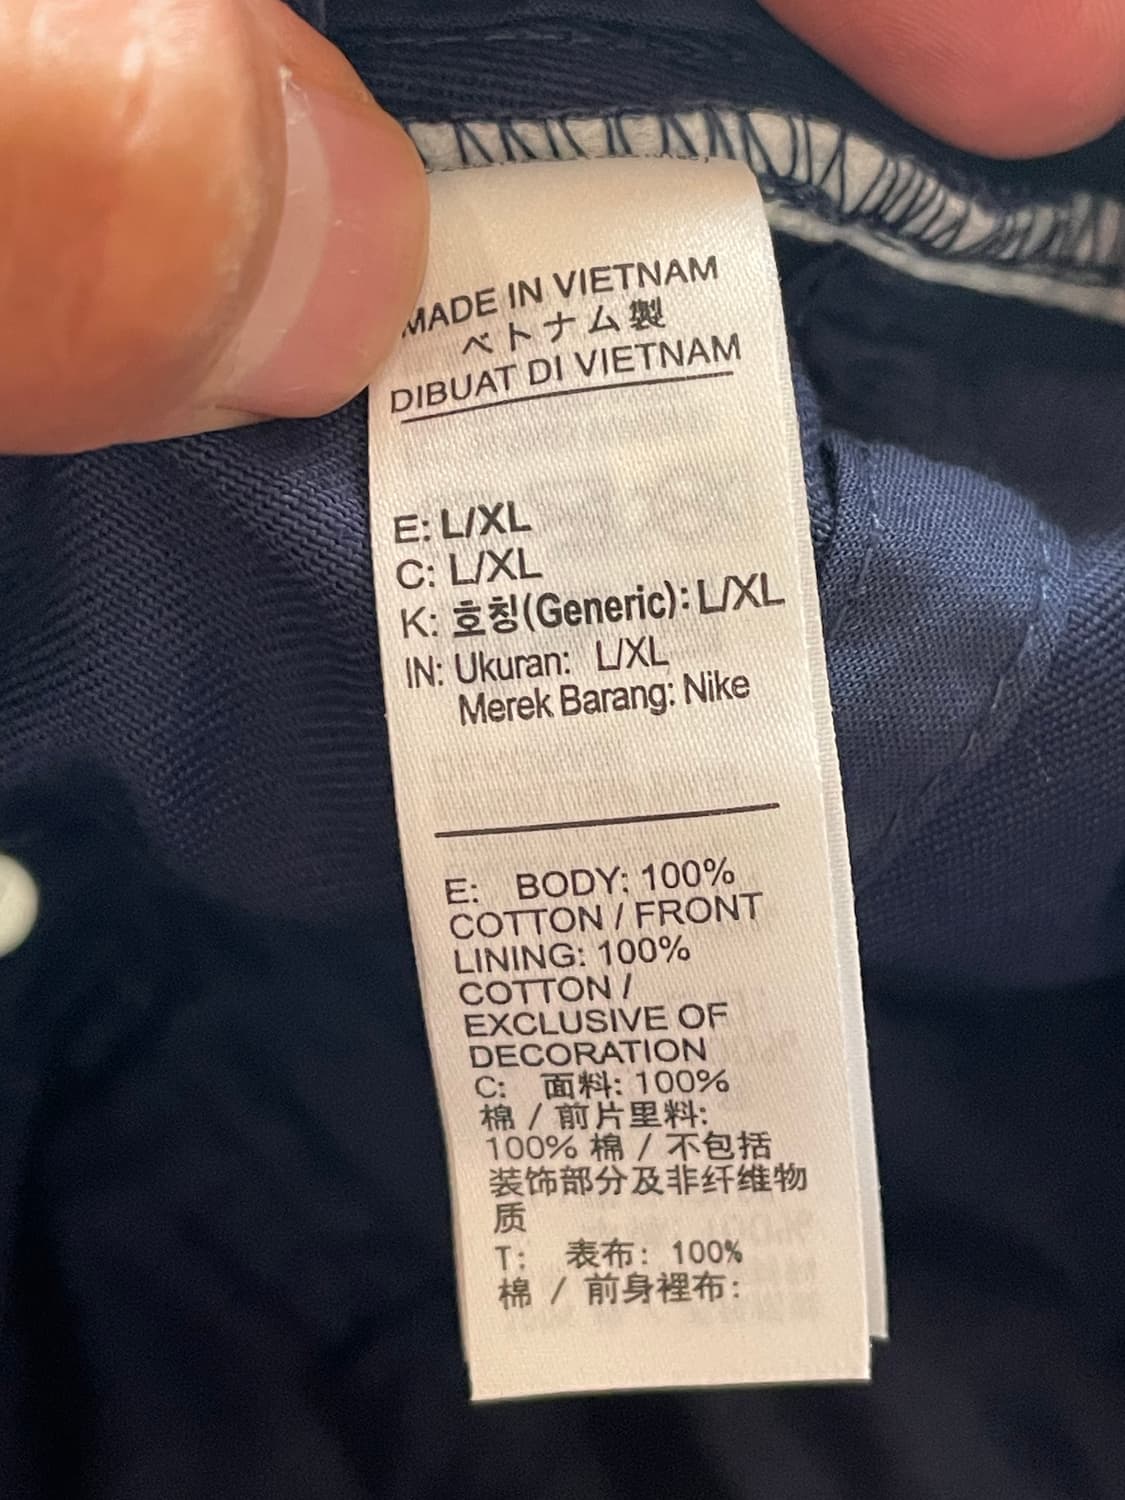 MADE IN VIETNAM
ベトナム製
DIBUAT DI VIETNAM
E: L/XL
C: L/XL
K: 호칭(Generic): L/XL
IN: Ukuran: L/XL
Merek Barang: Nike
E: BODY: 100%
COTTON / FRONT
LINING: 100%
COTTON /
EXCLUSIVE OF
DECORATION
C: 面料: 100%
棉 / 前片里料:
100% 棉 / 不包括
装饰部分及非纤维物
质
T: 表布: 100%
棉 / 前身裡布: